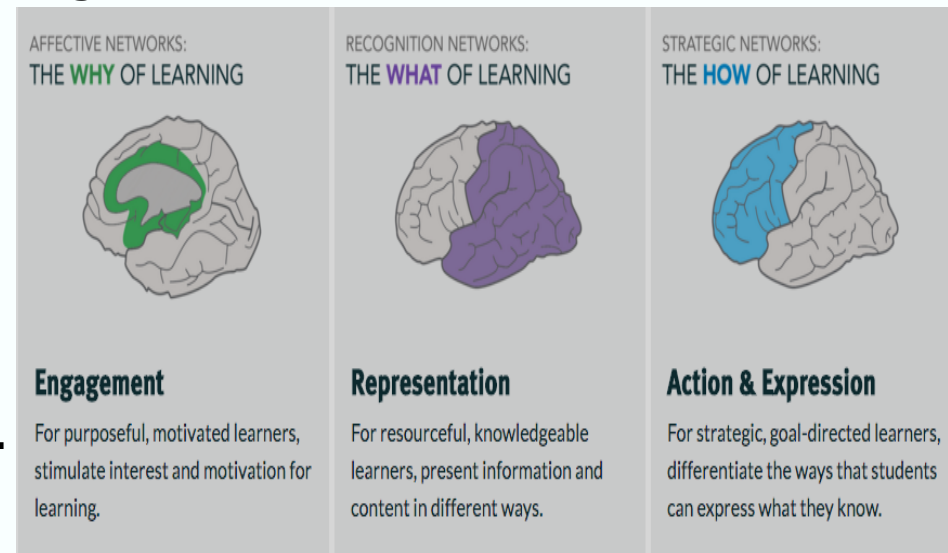 AFFECTIVE NETWORKS:
THE WHY OF LEARNING
Engagement
For purposeful, motivated learners,
stimulate interest and motivation for
learning.
RECOGNITION NETWORKS:
THE WHAT OF LEARNING
Representation
For resourceful, knowledgeable
learners, present information and
content in different ways.
STRATEGIC NETWORKS:
THE HOW OF LEARNING
Action & Expression
For strategic, goal-directed learners,
differentiate the ways that students
can express what they know.